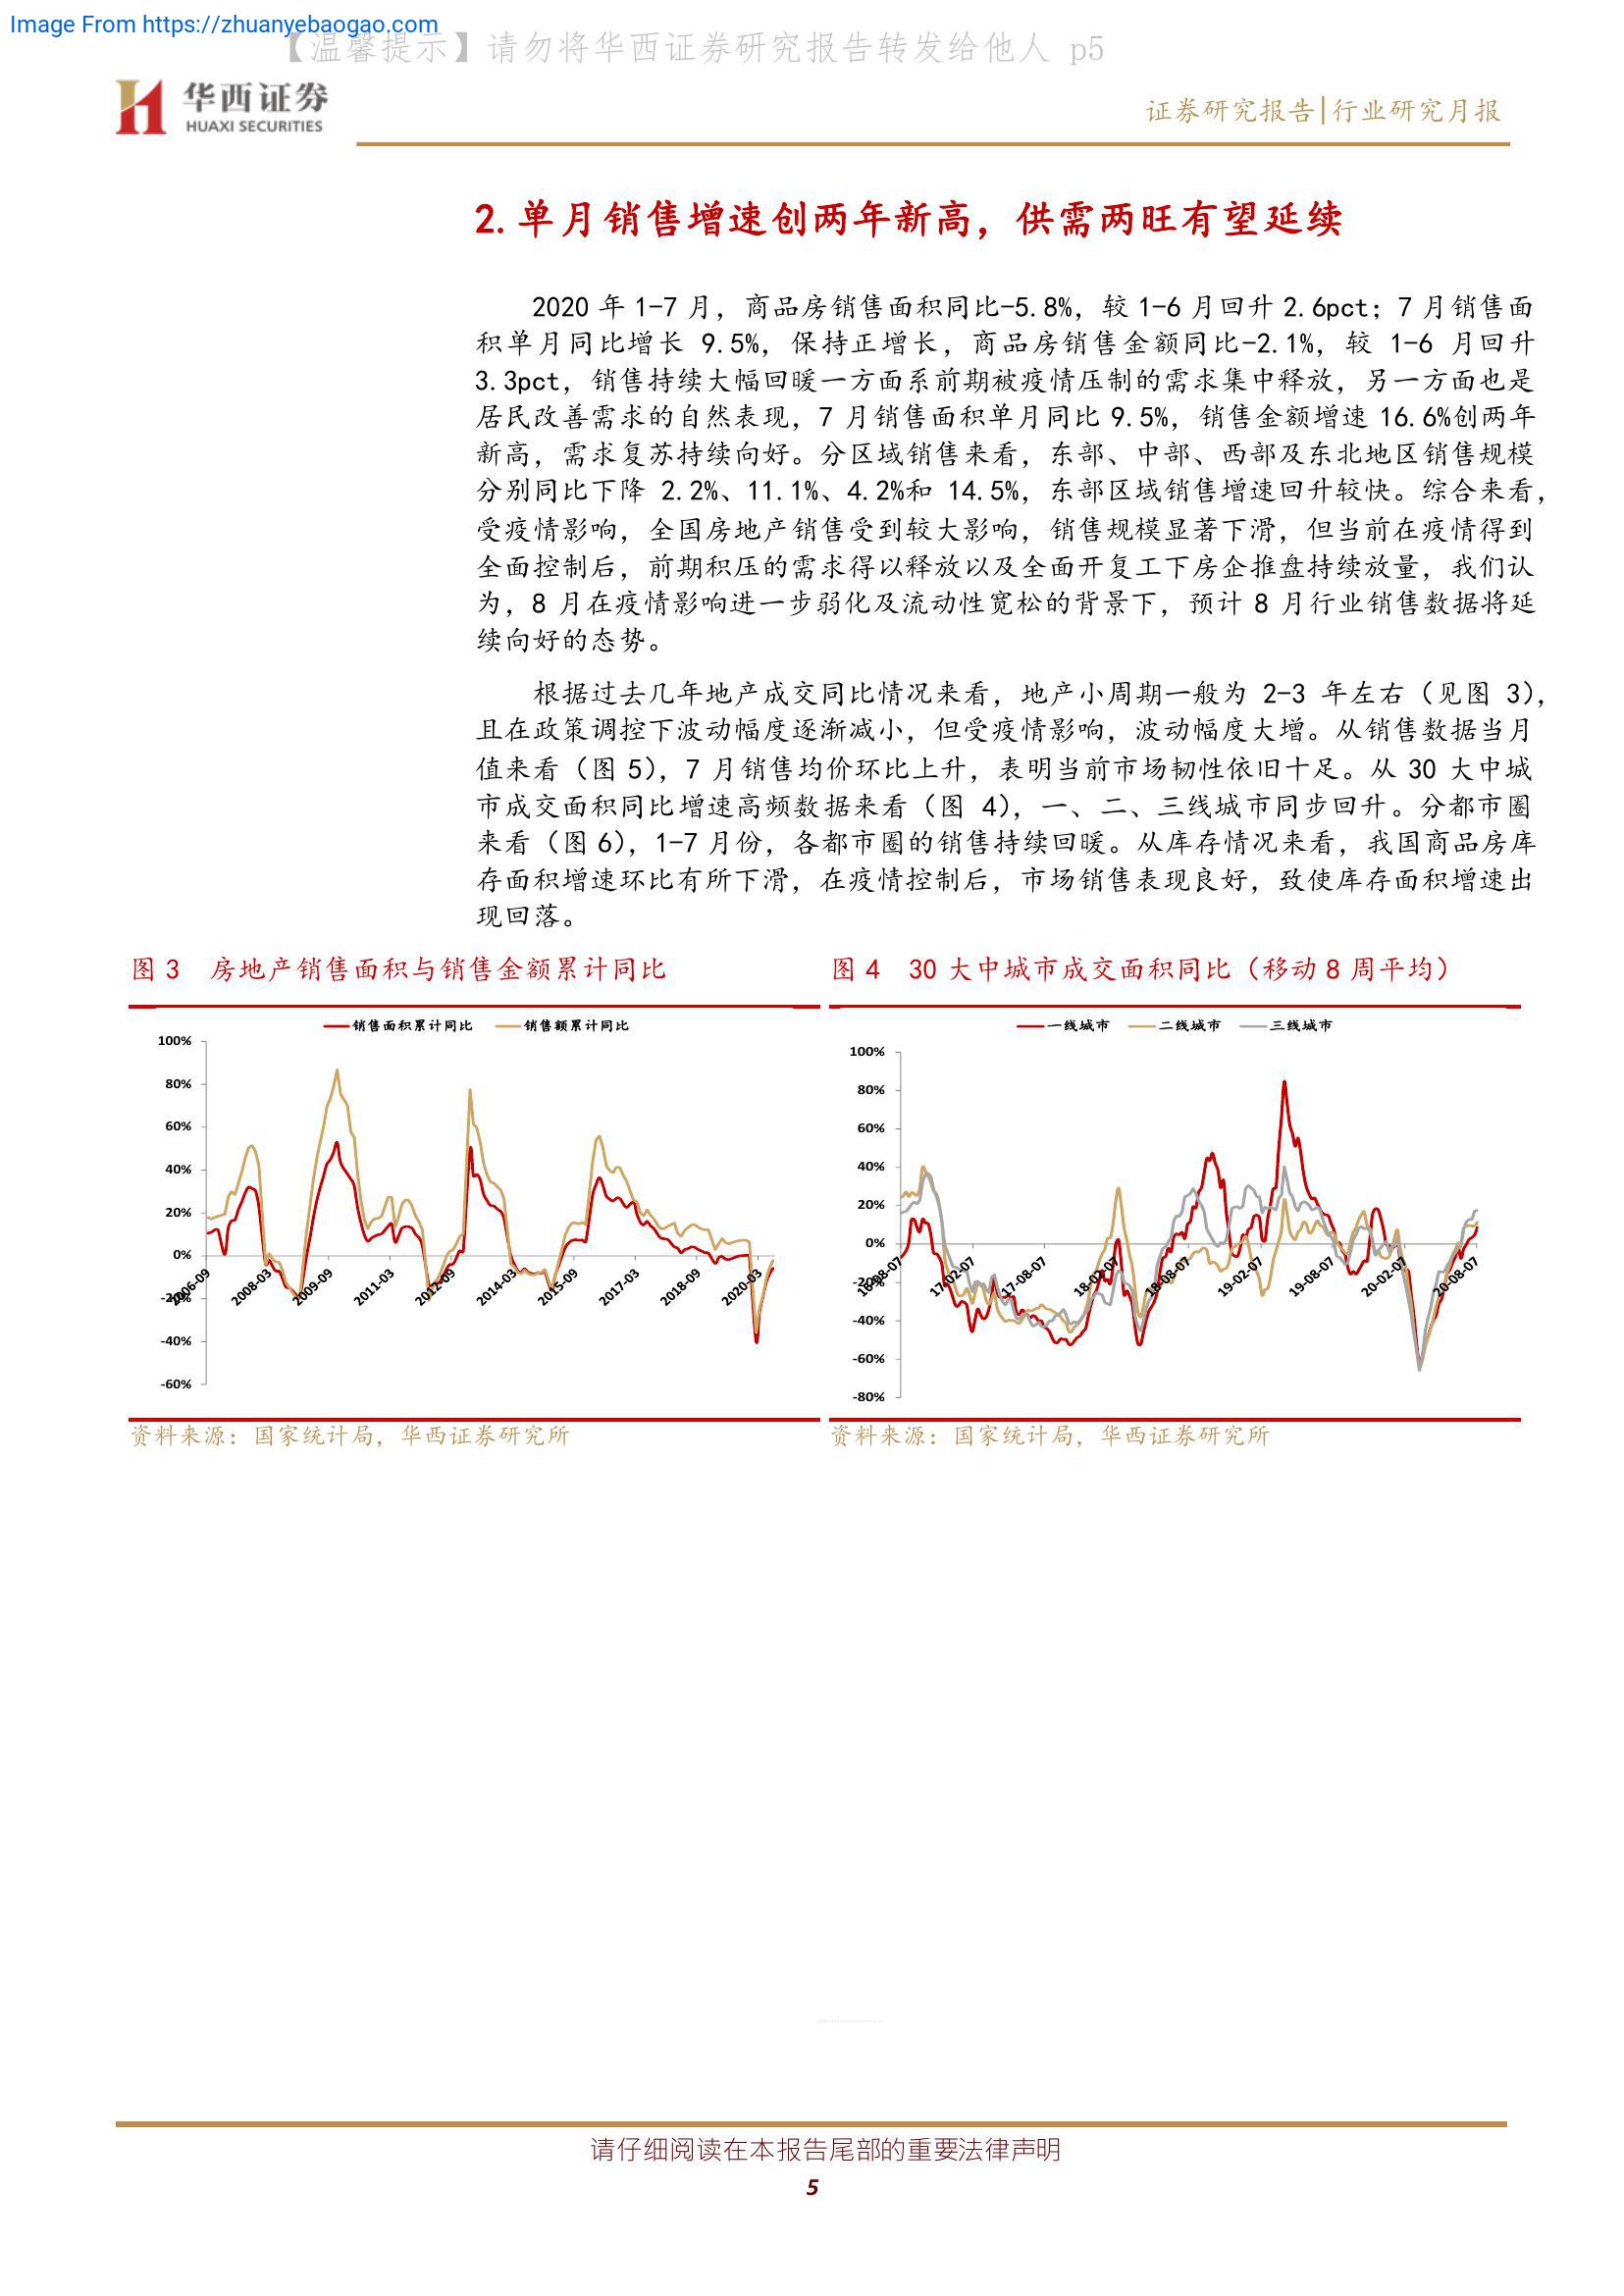 Image From https://zhuanyebaogao.com
【温馨提示】请勿将华西证券研究报告转发给他人 p5
华西证券
HUAXI SECURITIES
证券研究报告|行业研究月报
2. 单月销售增速创两年新高，供需两旺有望延续
2020 年 1-7 月，商品房销售面积同比-5.8%，较 1-6 月回升 2.6pct；7 月销售面
积单月同比增长 9.5%，保持正增长，商品房销售金额同比-2.1%，较 1-6 月回升
3.3pct，销售持续大幅回暖一方面系前期被疫情压制的需求集中释放，另一方面也是
居民改善需求的自然表现，7 月销售面积单月同比 9.5%，销售金额增速 16.6%创两年
新高，需求复苏持续向好。分区域销售来看，东部、中部、西部及东北地区销售规模
分别同比下降 2.2%、11.1%、4.2%和 14.5%，东部区域销售增速回升较快。综合来看，
受疫情影响，全国房地产销售受到较大影响，销售规模显著下滑，但当前在疫情得到
全面控制后，前期积压的需求得以释放以及全面开复工下房企推盘持续放量，我们认
为，8 月在疫情影响进一步弱化及流动性宽松的背景下，预计 8 月行业销售数据将延
续向好的态势。
根据过去几年地产成交同比情况来看，地产小周期一般为 2-3 年左右（见图 3），
且在政策调控下波动幅度逐渐减小，但受疫情影响，波动幅度大增。从销售数据当月
值来看（图 5），7 月销售均价环比上升，表明当前市场韧性依旧十足。从 30 大中城
市成交面积同比增速高频数据来看（图 4），一、二、三线城市同步回升。分都市圈
来看（图 6），1-7 月份，各都市圈的销售持续回暖。从库存情况来看，我国商品房库
存面积增速环比有所下滑，在疫情控制后，市场销售表现良好，致使库存面积增速出
现回落。
图 3 房地产销售面积与销售金额累计同比
销售面积累计同比 销售额累计同比
100%
80%
60%
40%
20%
0%
-20%
-40%
-60%
2006-09 2008-03 2009-09 2011-03 2012-09 2014-03 2015-09 2017-03 2018-09 2020-03
资料来源：国家统计局，华西证券研究所
图 4 30 大中城市成交面积同比（移动 8 周平均）
一线城市 二线城市 三线城市
100%
80%
60%
40%
20%
0%
-20%
-40%
-60%
-80%
16-08-07 17-02-07 17-08-07 18-02-07 18-08-07 19-02-07 19-08-07 20-02-07 20-08-07
资料来源：国家统计局，华西证券研究所
请仔细阅读在本报告尾部的重要法律声明
5